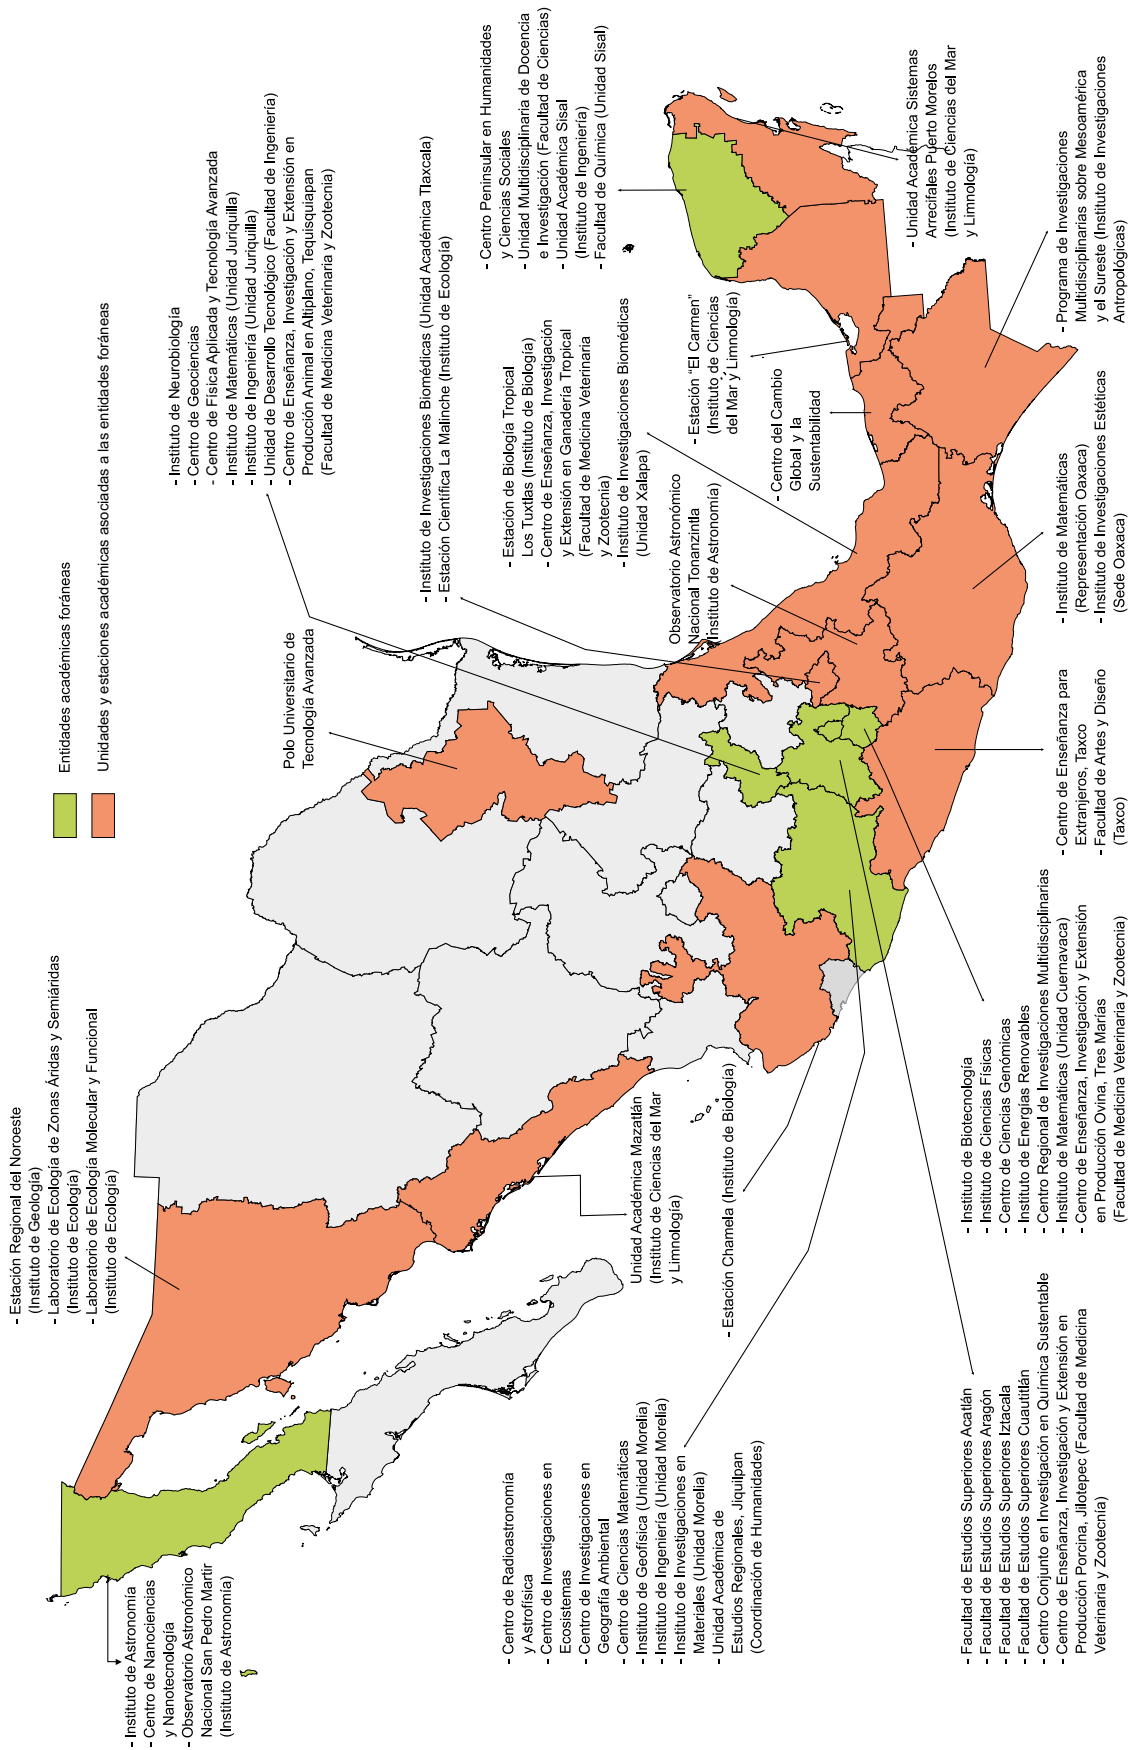 Entidades académicas foráneas
Unidades y estaciones académicas asociadas a las entidades foráneas
- Estación Regional del Noroeste
(Instituto de Geología)
- Laboratorio de Ecología de Zonas Áridas y Semiáridas
(Instituto de Ecología)
- Laboratorio de Ecología Molecular y Funcional
(Instituto de Ecología)
- Instituto de Astronomía
- Centro de Nanociencias
y Nanotecnología
- Observatorio Astronómico
Nacional San Pedro Martir
(Instituto de Astronomía)
Polo Universitario de
Tecnología Avanzada
- Instituto de Neurobiología
- Centro de Geociencias
- Centro de Física Aplicada y Tecnología Avanzada
- Instituto de Matemáticas (Unidad Juriquilla)
- Instituto de Ingeniería (Unidad Juriquilla)
- Unidad de Desarrollo Tecnológico (Facultad de Ingeniería)
- Centro de Enseñanza, Investigación y Extensión en
Producción Animal en Altiplano, Tequisquiapan
(Facultad de Medicina Veterinaria y Zootecnia)
- Instituto de Investigaciones Biomédicas (Unidad Académica Tlaxcala)
- Estación Científica La Malinche (Instituto de Ecología)
- Centro Peninsular en Humanidades
y Ciencias Sociales
- Unidad Multidisciplinaria de Docencia
e Investigación (Facultad de Ciencias)
- Unidad Académica Sisal
(Instituto de Ingeniería)
- Facultad de Química (Unidad Sisal)
- Estación de Biología Tropical
Los Tuxtlas (Instituto de Biología)
- Centro de Enseñanza, Investigación
y Extensión en Ganadería Tropical
(Facultad de Medicina Veterinaria
y Zootecnia)
- Instituto de Investigaciones Biomédicas
(Unidad Xalapa)
Observatorio Astronómico
Nacional Tonanzintla
(Instituto de Astronomía)
- Estación "El Carmen"
(Instituto de Ciencias
del Mar y Limnología)
- Centro del Cambio
Global y la
Sustentabilidad
- Unidad Académica Sistemas
Arrecifales Puerto Morelos
(Instituto de Ciencias del Mar
y Limnología)
- Programa de Investigaciones
Multidisciplinarias sobre Mesoamérica
y el Sureste (Instituto de Investigaciones
Antropológicas)
- Instituto de Matemáticas
(Representación Oaxaca)
- Instituto de Investigaciones Estéticas
(Sede Oaxaca)
- Centro de Enseñanza para
Extranjeros, Taxco
- Facultad de Artes y Diseño
(Taxco)
Unidad Académica Mazatlán
(Instituto de Ciencias del Mar
y Limnología)
- Estación Chamela (Instituto de Biología)
- Centro de Radioastronomía
y Astrofísica
- Centro de Investigaciones en
Ecosistemas
- Centro de Investigaciones en
Geografía Ambiental
- Centro de Ciencias Matemáticas
- Instituto de Geofísica (Unidad Morelia)
- Instituto de Ingeniería (Unidad Morelia)
- Instituto de Investigaciones en
Materiales (Unidad Morelia)
- Unidad Académica de
Estudios Regionales, Jiquilpan
(Coordinación de Humanidades)
- Instituto de Biotecnología
- Instituto de Ciencias Físicas
- Centro de Ciencias Genómicas
- Instituto de Energías Renovables
- Centro Regional de Investigaciones Multidisciplinarias
- Instituto de Matemáticas (Unidad Cuernavaca)
- Centro de Enseñanza, Investigación y Extensión
en Producción Ovina, Tres Marías
(Facultad de Medicina Veterinaria y Zootecnia)
- Facultad de Estudios Superiores Acatlán
- Facultad de Estudios Superiores Aragón
- Facultad de Estudios Superiores Iztacala
- Facultad de Estudios Superiores Cuautitlán
- Centro Conjunto en Investigación en Química Sustentable
- Centro de Enseñanza, Investigación y Extensión en
Producción Porcina, Jilotepec (Facultad de Medicina
Veterinaria y Zootecnía)